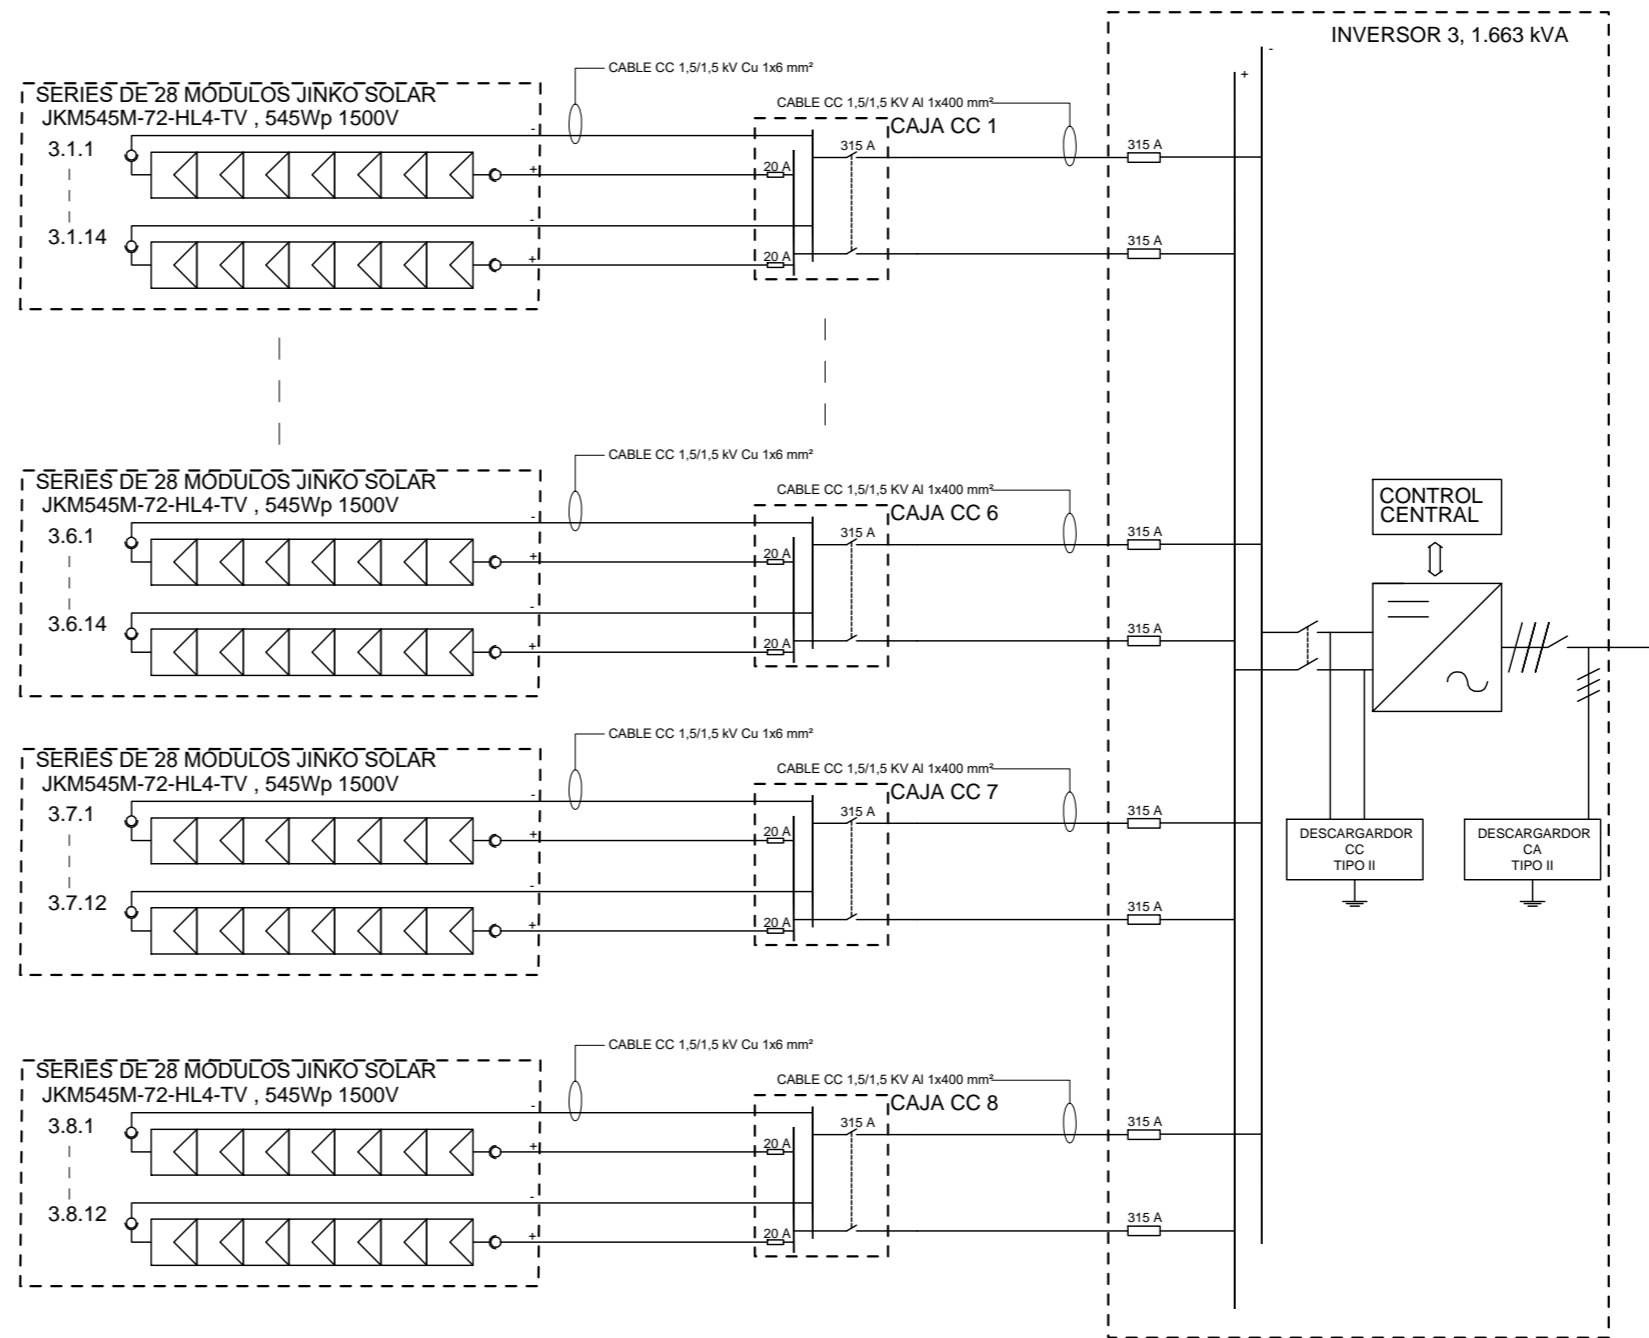 INVERSOR 3, 1.663 kVA
-
+
CABLE CC 1,5/1,5 kV Cu 1x6 mm²
SERIES DE 28 MÓDULOS JINKO SOLAR
JKM545M-72-HL4-TV , 545Wp 1500V
CABLE CC 1,5/1,5 KV Al 1x400 mm²
CAJA CC 1
3.1.1
-
+
20 A
315 A
315 A
3.1.14
-
+
20 A
315 A
CABLE CC 1,5/1,5 kV Cu 1x6 mm²
SERIES DE 28 MÓDULOS JINKO SOLAR
JKM545M-72-HL4-TV , 545Wp 1500V
CABLE CC 1,5/1,5 KV Al 1x400 mm²
CAJA CC 6
3.6.1
-
+
20 A
315 A
315 A
3.6.14
-
+
20 A
315 A
CONTROL
CENTRAL
CABLE CC 1,5/1,5 kV Cu 1x6 mm²
SERIES DE 28 MÓDULOS JINKO SOLAR
JKM545M-72-HL4-TV , 545Wp 1500V
CABLE CC 1,5/1,5 KV Al 1x400 mm²
CAJA CC 7
3.7.1
-
+
20 A
315 A
315 A
3.7.12
-
+
20 A
315 A
DESCARGARDOR
CC
TIPO II
DESCARGARDOR
CA
TIPO II
CABLE CC 1,5/1,5 kV Cu 1x6 mm²
SERIES DE 28 MÓDULOS JINKO SOLAR
JKM545M-72-HL4-TV , 545Wp 1500V
CABLE CC 1,5/1,5 KV Al 1x400 mm²
CAJA CC 8
3.8.1
-
+
20 A
315 A
315 A
3.8.12
-
+
20 A
315 A